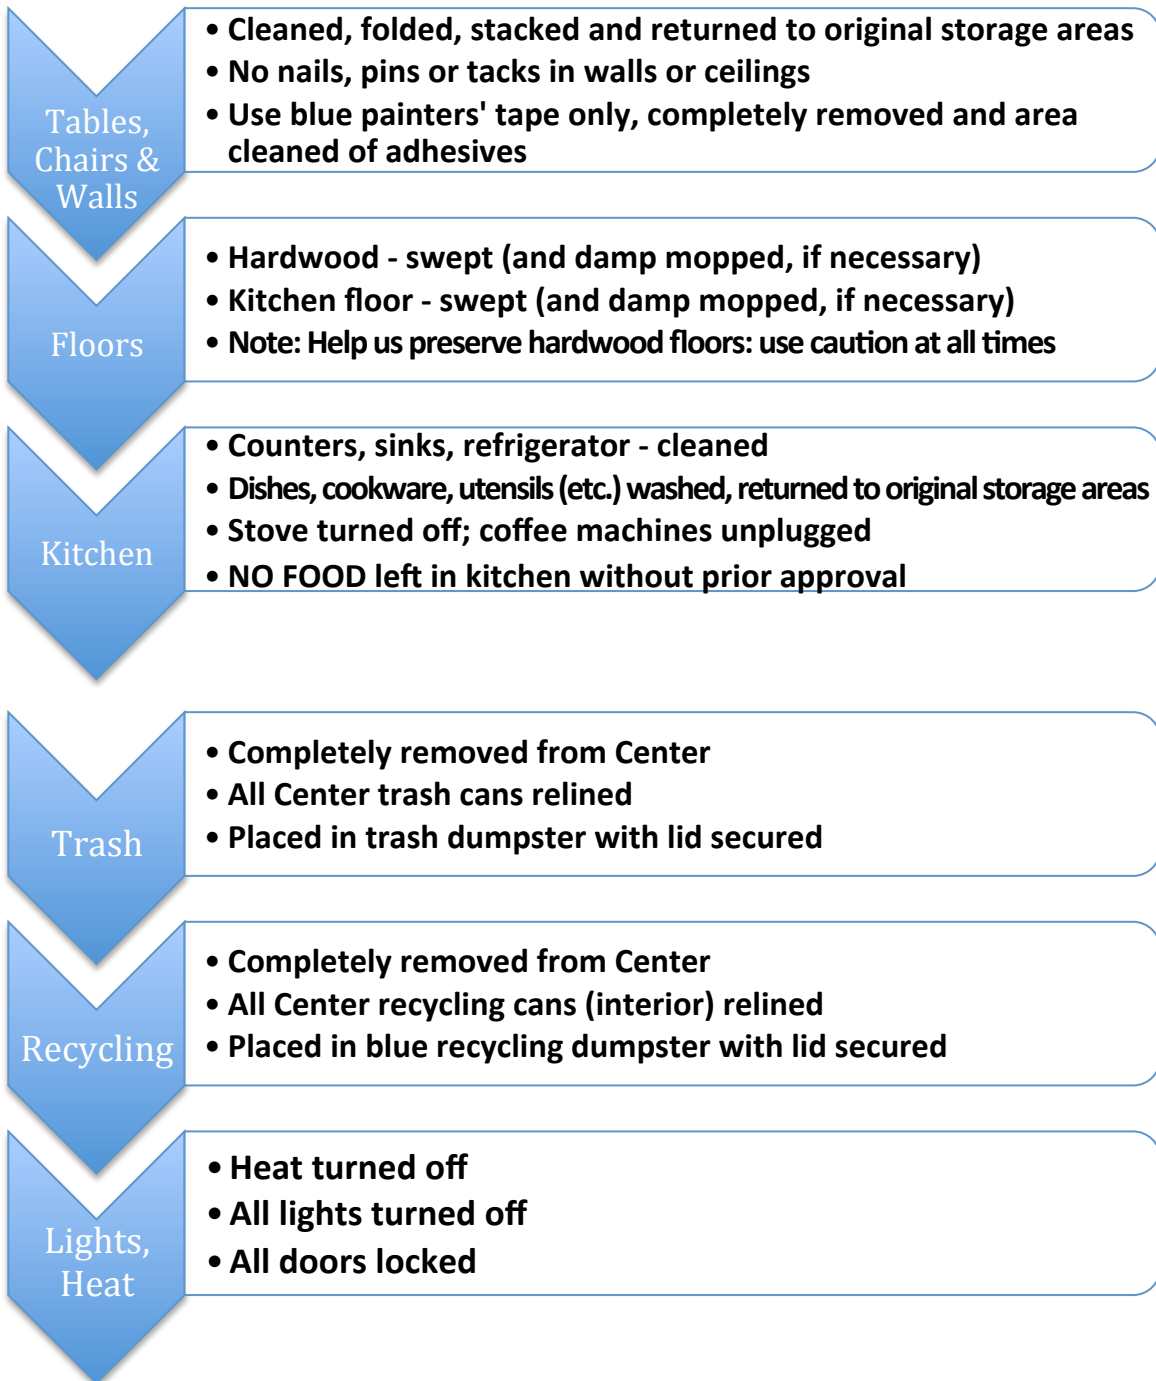 Tables,
Chairs &
Walls
• Cleaned, folded, stacked and returned to original storage areas
• No nails, pins or tacks in walls or ceilings
• Use blue painters' tape only, completely removed and area
cleaned of adhesives
Floors
• Hardwood - swept (and damp mopped, if necessary)
• Kitchen floor - swept (and damp mopped, if necessary)
• Note: Help us preserve hardwood floors: use caution at all times
Kitchen
• Counters, sinks, refrigerator - cleaned
• Dishes, cookware, utensils (etc.) washed, returned to original storage areas
• Stove turned off; coffee machines unplugged
• NO FOOD left in kitchen without prior approval
Trash
• Completely removed from Center
• All Center trash cans relined
• Placed in trash dumpster with lid secured
Recycling
• Completely removed from Center
• All Center recycling cans (interior) relined
• Placed in blue recycling dumpster with lid secured
Lights,
Heat
• Heat turned off
• All lights turned off
• All doors locked